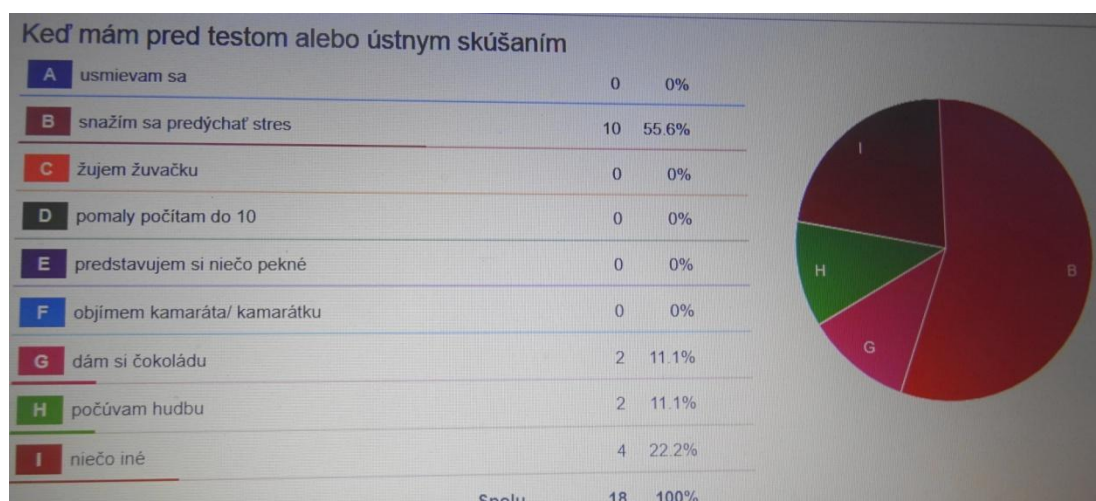 Keď mám pred testom alebo ústnym skúšaním
A usmievam sa 0 0%
B snažím sa predýchať stres 10 55.6%
C žujem žuvačku 0 0%
D pomaly počítam do 10 0 0%
E predstavujem si niečo pekné 0 0%
F objímem kamaráta/ kamarátku 0 0%
G dám si čokoládu 2 11.1%
H počúvam hudbu 2 11.1%
I niečo iné 4 22.2%
Spolu 18 100%
I
H
B
G